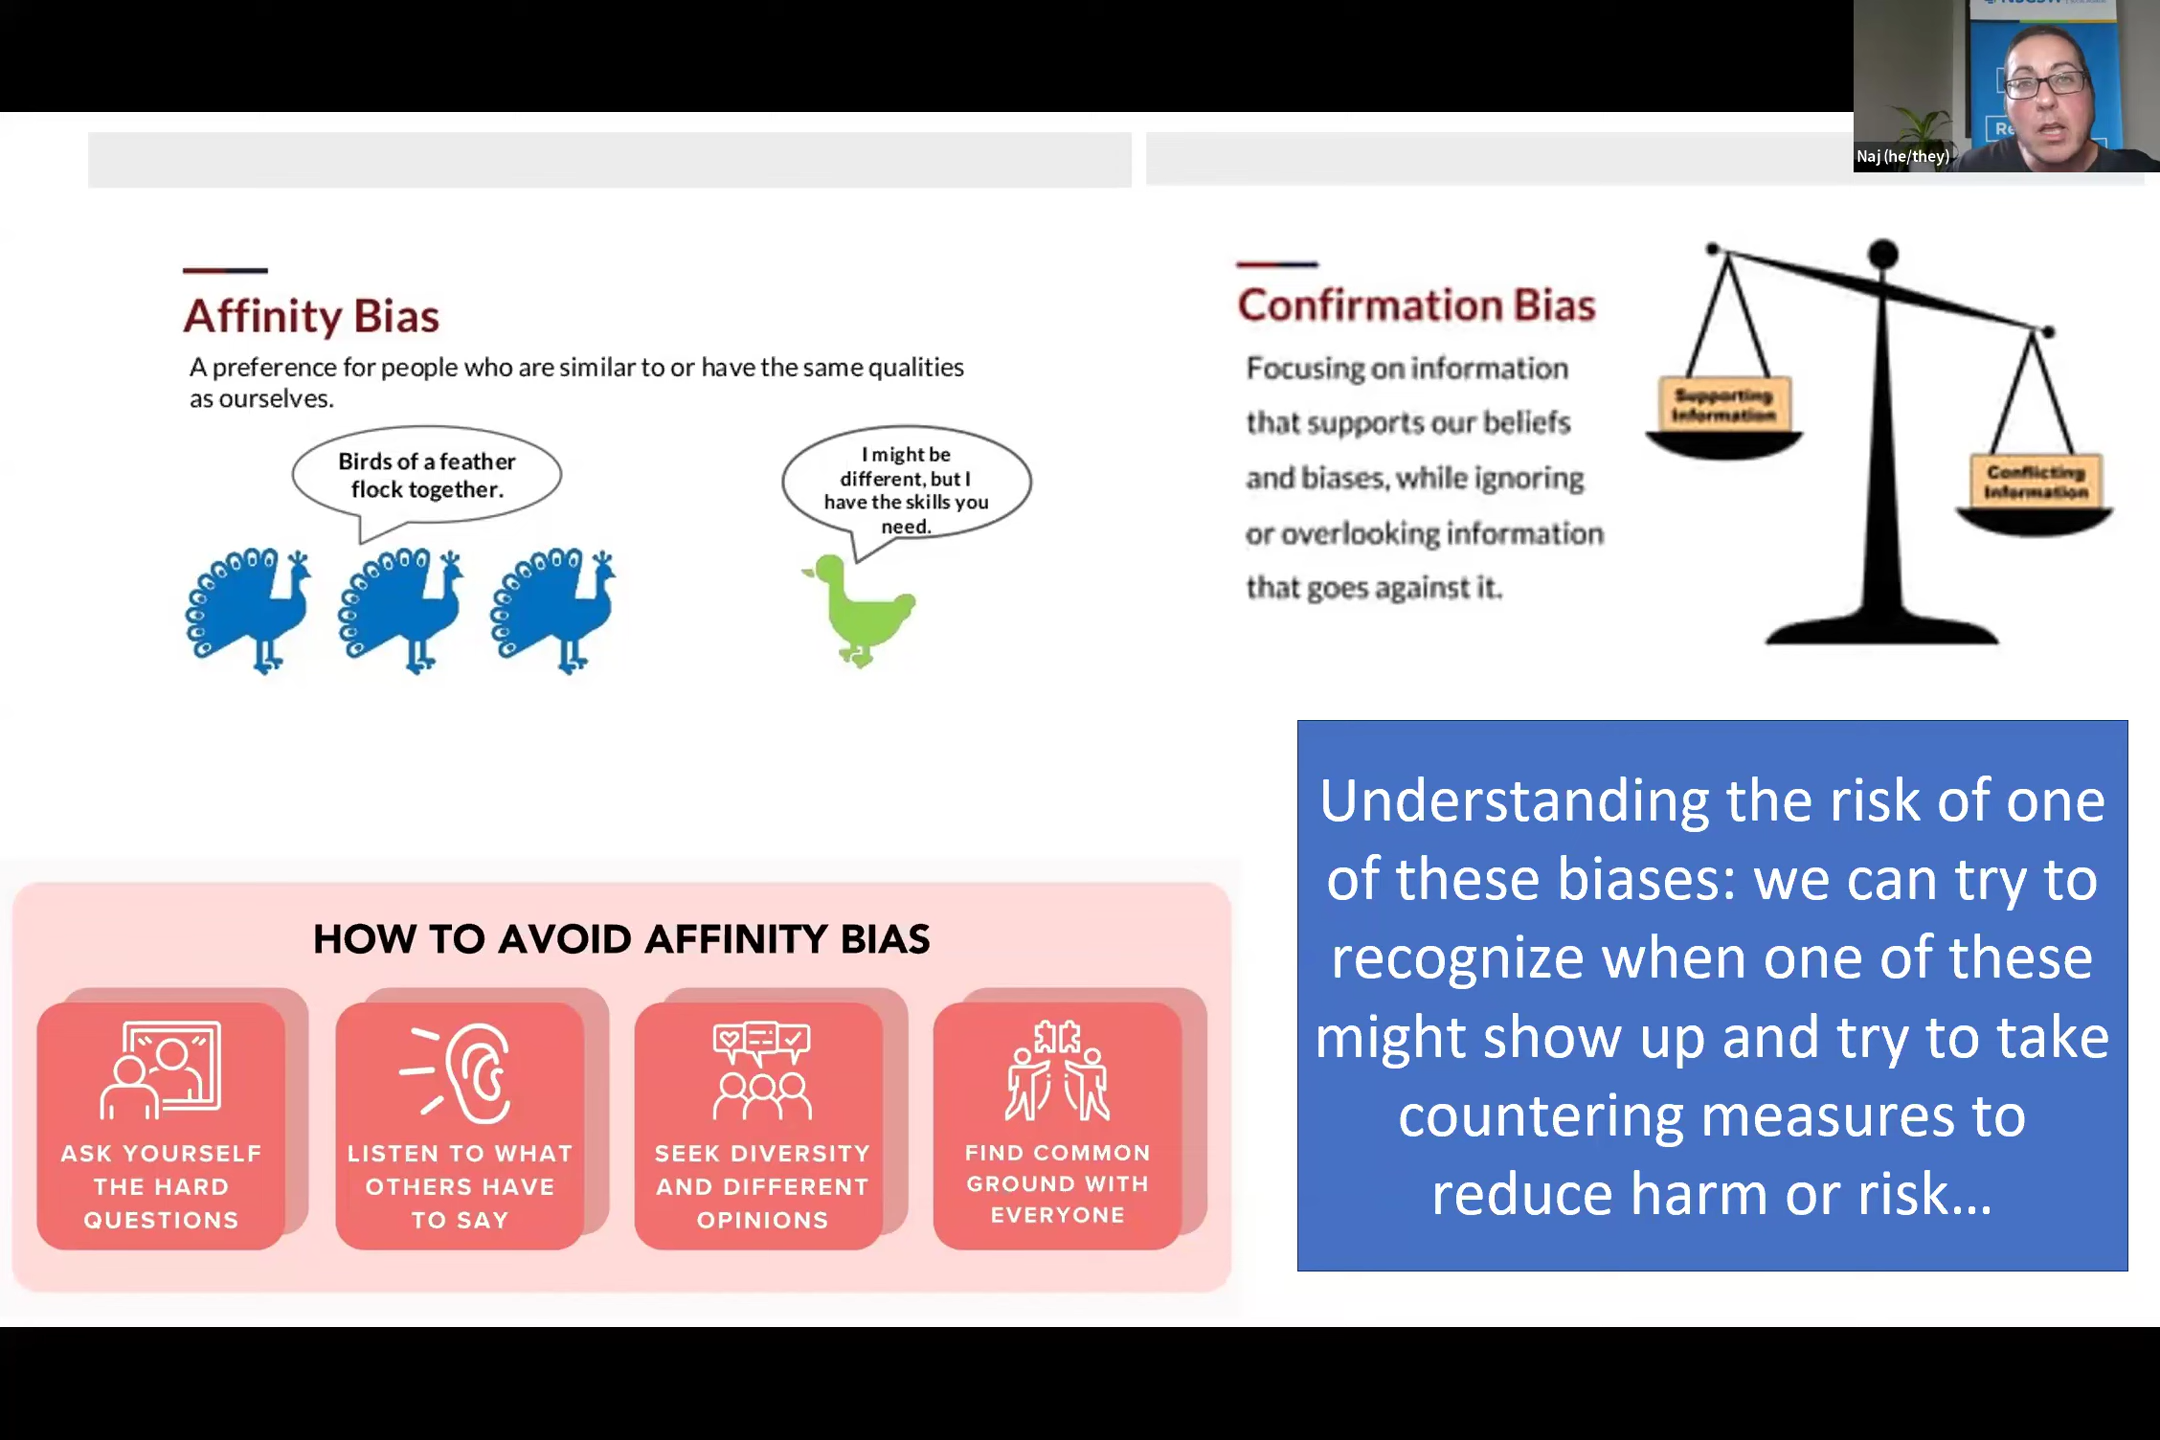 Naj (he/they)
Affinity Bias
A preference for people who are similar to or have the same qualities
as ourselves.
Birds of a feather
flock together.
I might be
different, but I
have the skills you
need.
Confirmation Bias
Focusing on information
that supports our beliefs
and biases, while ignoring
or overlooking information
that goes against it.
Supporting
Information
Conflicting
Information
HOW TO AVOID AFFINITY BIAS
ASK YOURSELF
THE HARD
QUESTIONS
LISTEN TO WHAT
OTHERS HAVE
TO SAY
SEEK DIVERSITY
AND DIFFERENT
OPINIONS
FIND COMMON
GROUND WITH
EVERYONE
Understanding the risk of one
of these biases: we can try to
recognize when one of these
might show up and try to take
countering measures to
reduce harm or risk...